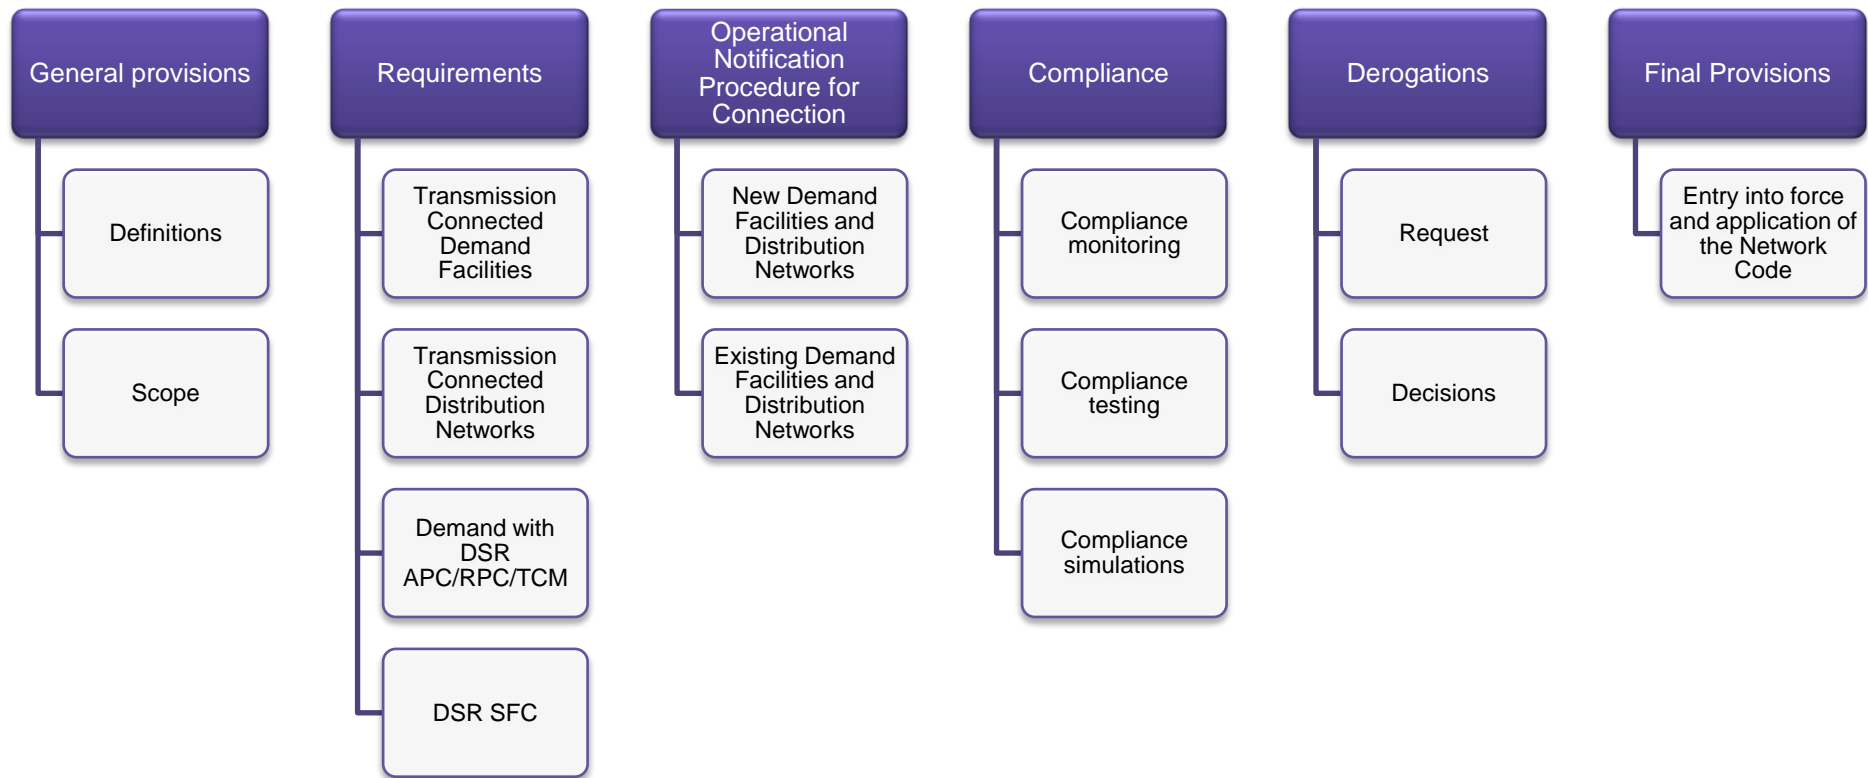 General provisions
Definitions
Scope
Requirements
Transmission
Connected
Demand
Facilities
Transmission
Connected
Distribution
Networks
Demand with
DSR
APC/RPC/TCM
DSR SFC
Operational
Notification
Procedure for
Connection
New Demand
Facilities and
Distribution
Networks
Existing Demand
Facilities and
Distribution
Networks
Compliance
Compliance
monitoring
Compliance
testing
Compliance
simulations
Derogations
Request
Decisions
Final Provisions
Entry into force
and application of
the Network
Code